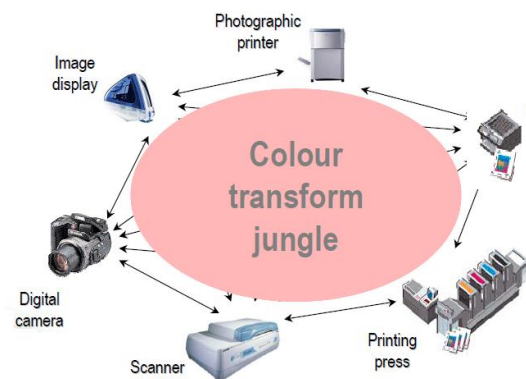 Photographic
printer
Image
display
Colour
transform
jungle
Digital
camera
Scanner
Printing
press